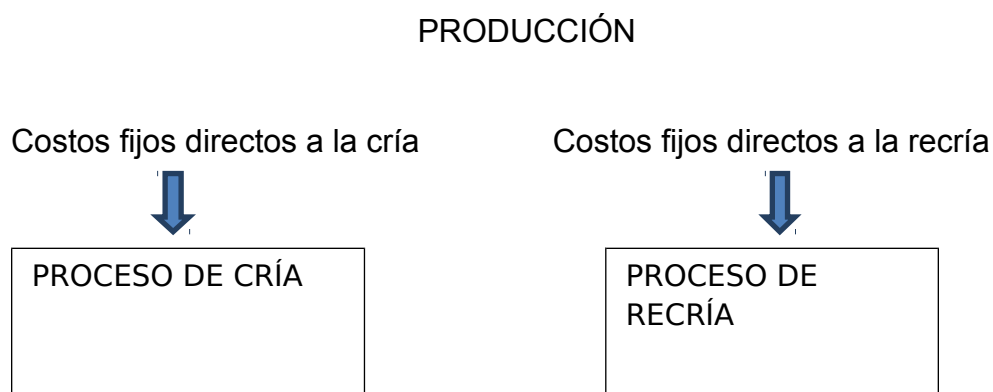 PRODUCCIÓN
Costos fijos directos a la cría
Costos fijos directos a la recría
PROCESO DE CRÍA
PROCESO DE
RECRÍA